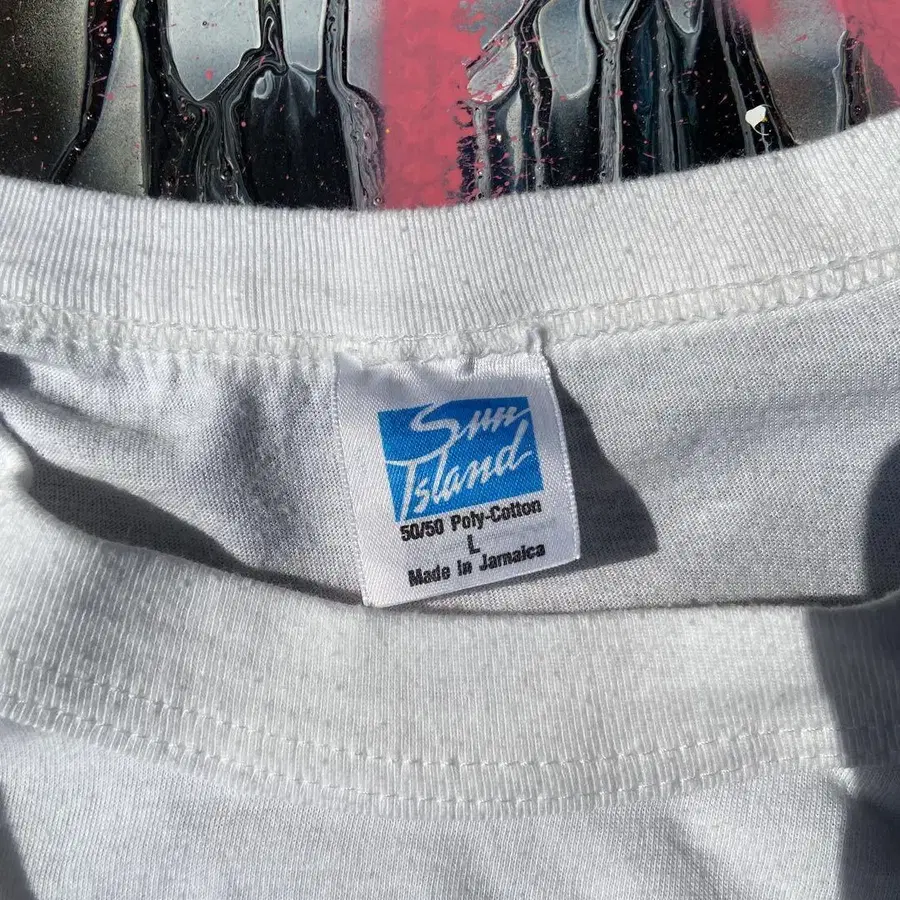 Sun
Island
50/50 Poly-Cotton
L
Made in Jamaica